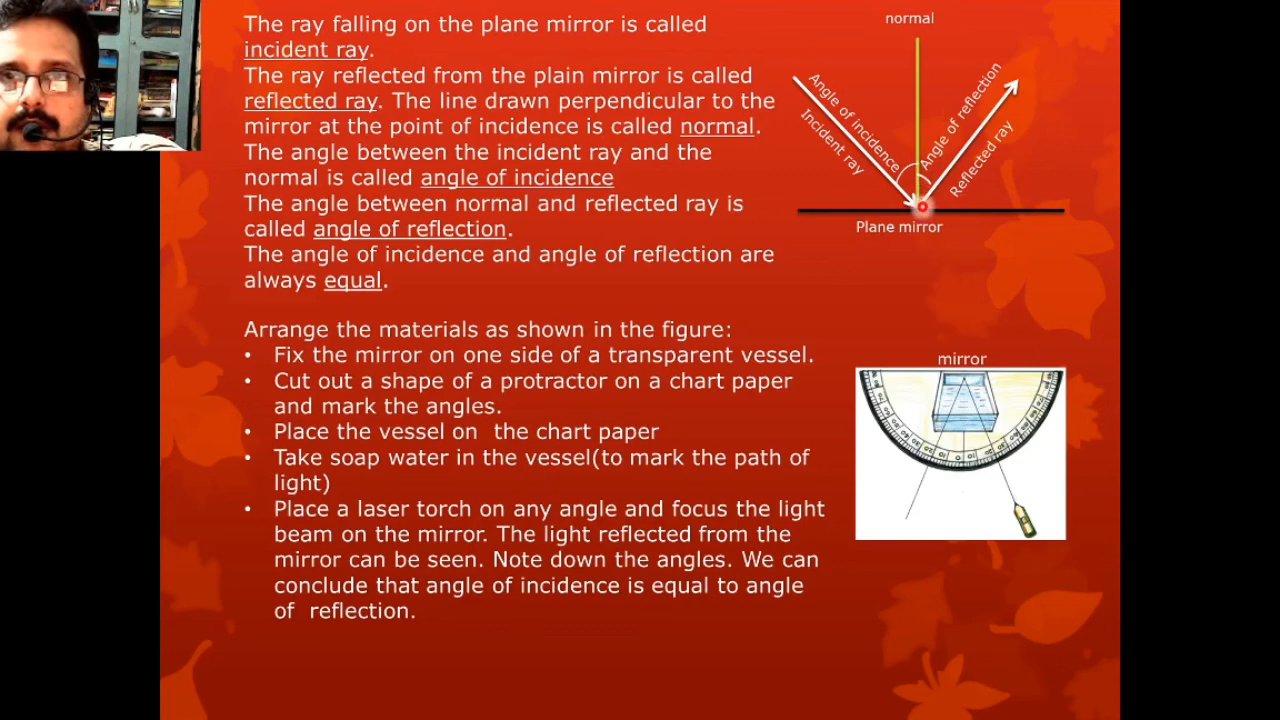 The ray falling on the plane mirror is called
incident ray.
The ray reflected from the plain mirror is called
reflected ray. The line drawn perpendicular to the
mirror at the point of incidence is called normal.
The angle between the incident ray and the
normal is called angle of incidence
The angle between normal and reflected ray is
called angle of reflection.
The angle of incidence and angle of reflection are
always equal.
Arrange the materials as shown in the figure:
• Fix the mirror on one side of a transparent vessel.
• Cut out a shape of a protractor on a chart paper
and mark the angles.
• Place the vessel on the chart paper
• Take soap water in the vessel(to mark the path of
light)
• Place a laser torch on any angle and focus the light
beam on the mirror. The light reflected from the
mirror can be seen. Note down the angles. We can
conclude that angle of incidence is equal to angle
of reflection.
normal
Angle of incidence
Incident ray
Angle of reflection
Reflected ray
Plane mirror
mirror